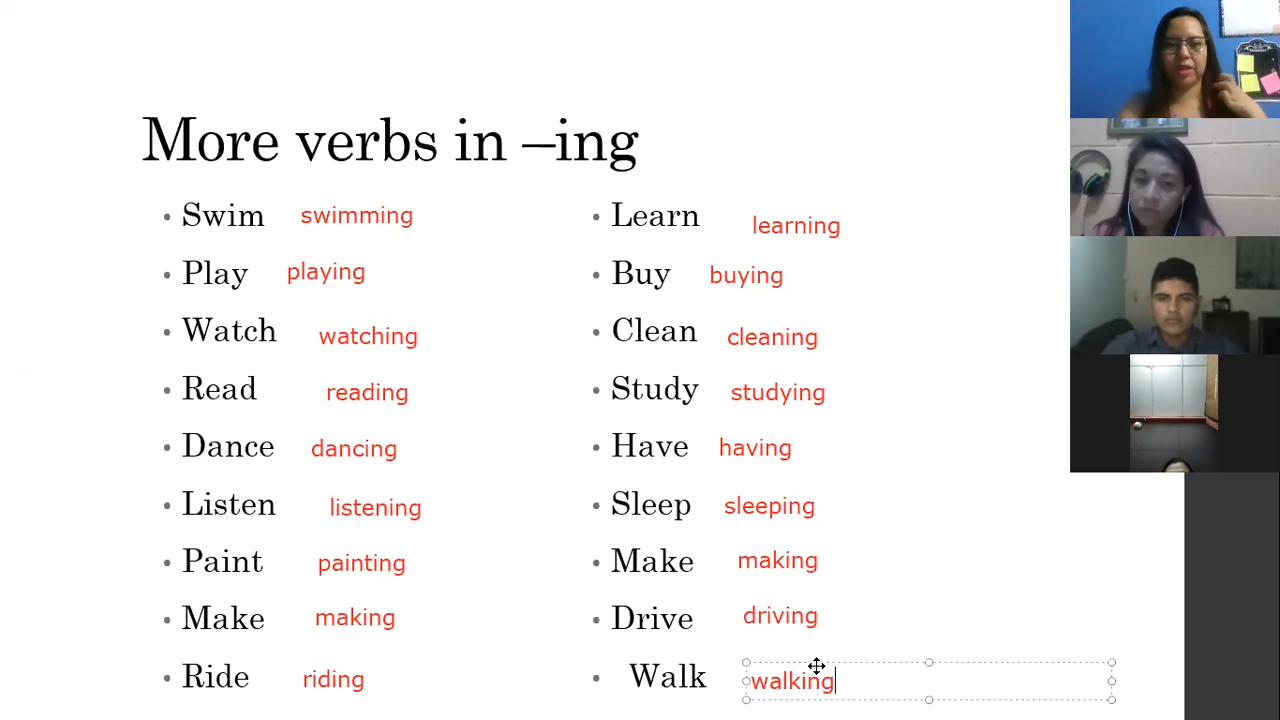 More verbs in –ing
• Swim swimming
• Play playing
• Watch watching
• Read reading
• Dance dancing
• Listen listening
• Paint painting
• Make making
• Ride riding
• Learn learning
• Buy buying
• Clean cleaning
• Study studying
• Have having
• Sleep sleeping
• Make making
• Drive driving
• Walk walking